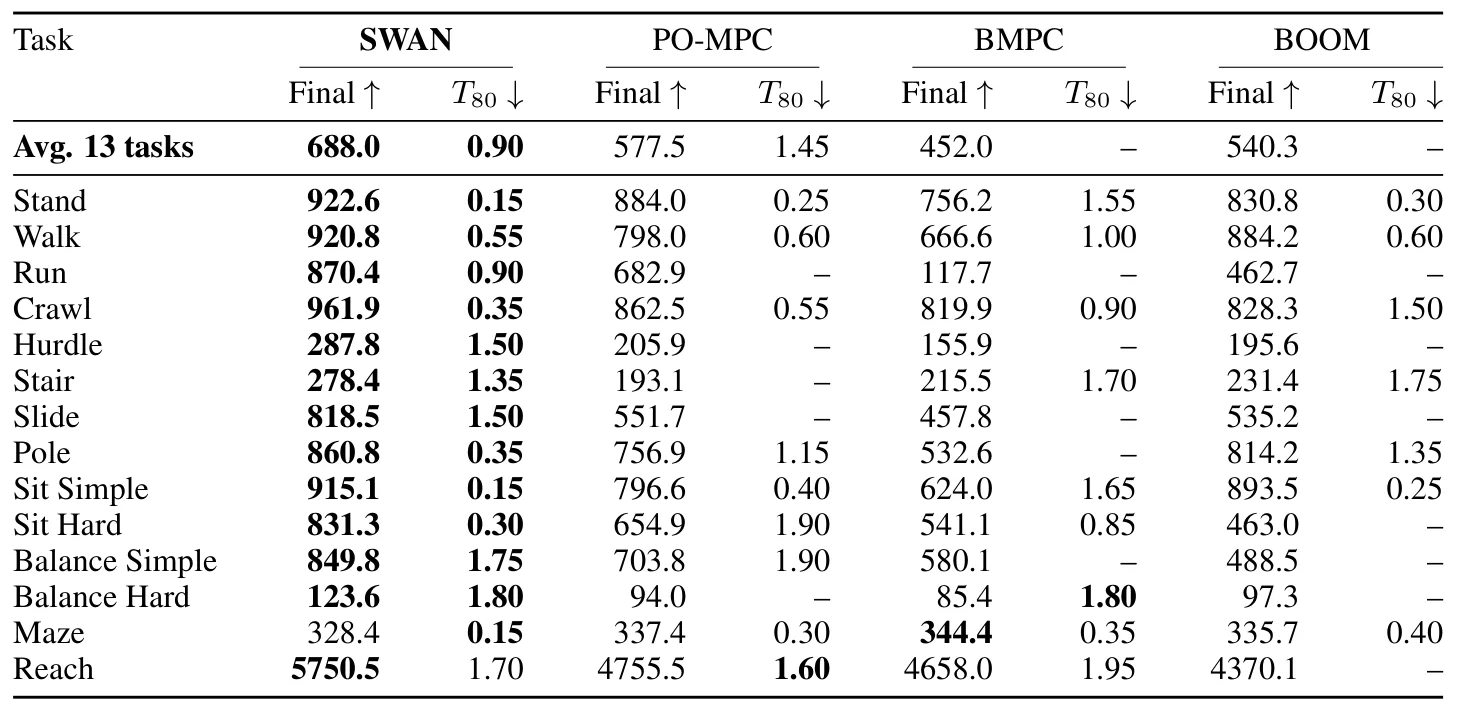 Task SWAN PO-MPC BMPC BOOM
Final ↑ T80 ↓ Final ↑ T80 ↓ Final ↑ T80 ↓ Final ↑ T80 ↓
Avg. 13 tasks 688.0 0.90 577.5 1.45 452.0 – 540.3 –
Stand 922.6 0.15 884.0 0.25 756.2 1.55 830.8 0.30
Walk 920.8 0.55 798.0 0.60 666.6 1.00 884.2 0.60
Run 870.4 0.90 682.9 – 117.7 – 462.7 –
Crawl 961.9 0.35 862.5 0.55 819.9 0.90 828.3 1.50
Hurdle 287.8 1.50 205.9 – 155.9 – 195.6 –
Stair 278.4 1.35 193.1 – 215.5 1.70 231.4 1.75
Slide 818.5 1.50 551.7 – 457.8 – 535.2 –
Pole 860.8 0.35 756.9 1.15 532.6 – 814.2 1.35
Sit Simple 915.1 0.15 796.6 0.40 624.0 1.65 893.5 0.25
Sit Hard 831.3 0.30 654.9 1.90 541.1 0.85 463.0 –
Balance Simple 849.8 1.75 703.8 1.90 580.1 – 488.5 –
Balance Hard 123.6 1.80 94.0 – 85.4 1.80 97.3 –
Maze 328.4 0.15 337.4 0.30 344.4 0.35 335.7 0.40
Reach 5750.5 1.70 4755.5 1.60 4658.0 1.95 4370.1 –